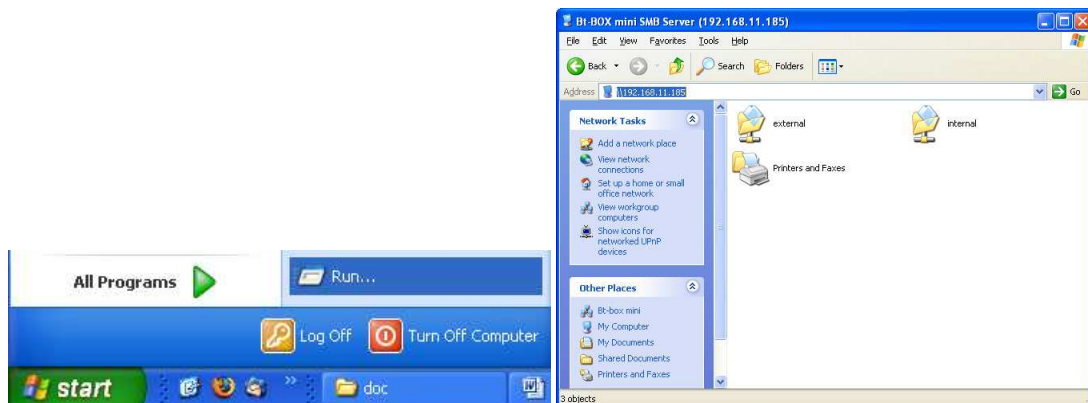 All Programs
Run...
Log Off
Turn Off Computer
start
doc
Bt-BOX mini SMB Server (192.168.11.185)
File Edit View Favorites Tools Help
Back
Search
Folders
Address
\\192.168.11.185
Go
Network Tasks
Add a network place
View network
connections
Set up a home or small
office network
View workgroup
computers
Show icons for
networked UPnP
devices
Other Places
Bt-box mini
My Computer
My Documents
Shared Documents
Printers and Faxes
external
internal
Printers and Faxes
3 objects